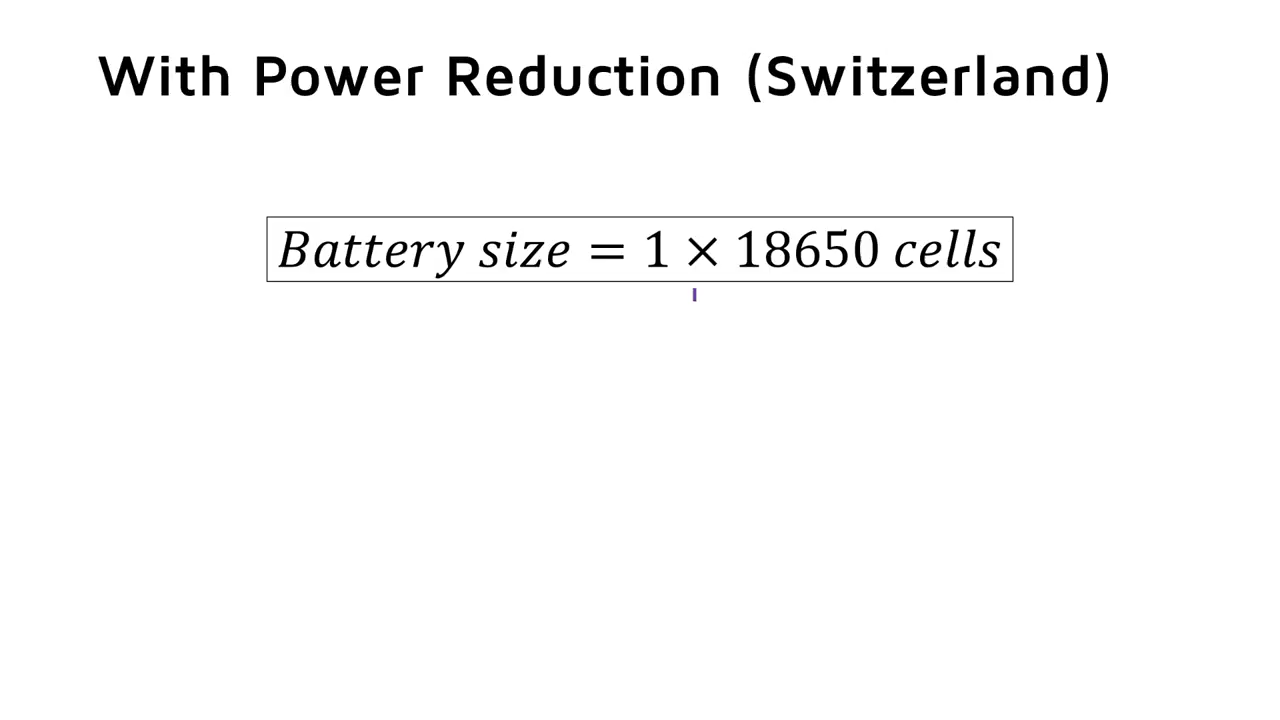 With Power Reduction (Switzerland)
Battery size = 1 × 18650 cells